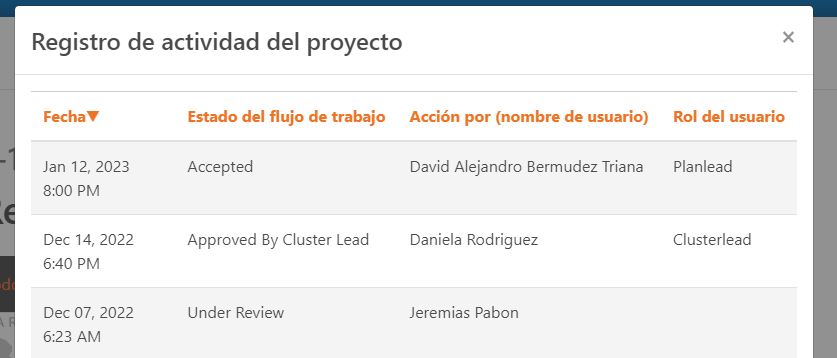 Registro de actividad del proyecto ×
Fecha▼ Estado del flujo de trabajo Acción por (nombre de usuario) Rol del usuario
Jan 12, 2023 Accepted David Alejandro Bermudez Triana Planlead
8:00 PM
Dec 14, 2022 Approved By Cluster Lead Daniela Rodriguez Clusterlead
6:40 PM
Dec 07, 2022 Under Review Jeremias Pabon
6:23 AM